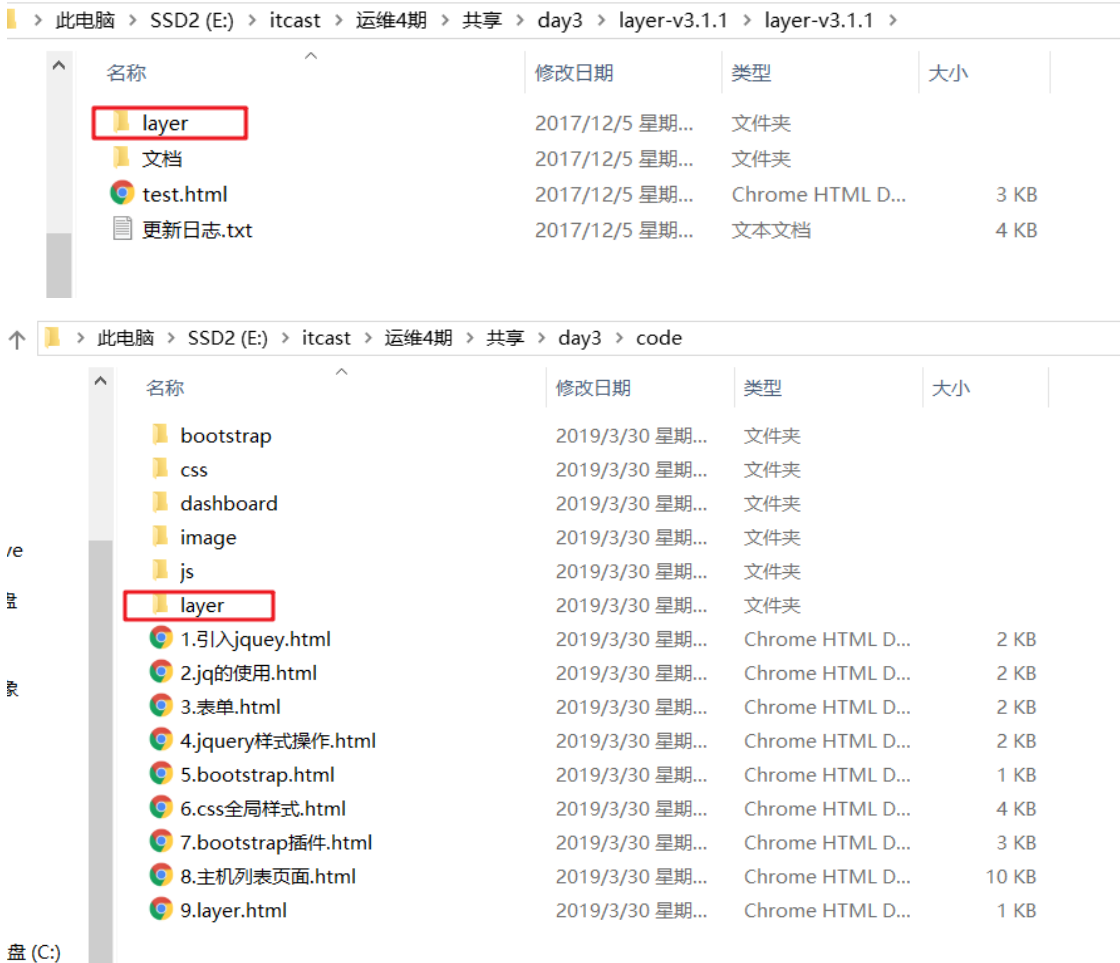 此电脑 > SSD2 (E:) > itcast > 运维4期 > 共享 > day3 > layer-v3.1.1 > layer-v3.1.1 >
名称 修改日期 类型 大小
layer 2017/12/5 星期... 文件夹
文档 2017/12/5 星期... 文件夹
test.html 2017/12/5 星期... Chrome HTML D... 3 KB
更新日志.txt 2017/12/5 星期... 文本文档 4 KB
此电脑 > SSD2 (E:) > itcast > 运维4期 > 共享 > day3 > code
名称 修改日期 类型 大小
bootstrap 2019/3/30 星期... 文件夹
css 2019/3/30 星期... 文件夹
dashboard 2019/3/30 星期... 文件夹
image 2019/3/30 星期... 文件夹
ve
js 2019/3/30 星期... 文件夹
盘 layer 2019/3/30 星期... 文件夹
1.引入jquey.html 2019/3/30 星期... Chrome HTML D... 2 KB
2.jq的使用.html 2019/3/30 星期... Chrome HTML D... 2 KB
象
3.表单.html 2019/3/30 星期... Chrome HTML D... 2 KB
4.jquery样式操作.html 2019/3/30 星期... Chrome HTML D... 2 KB
5.bootstrap.html 2019/3/30 星期... Chrome HTML D... 1 KB
6.css全局样式.html 2019/3/30 星期... Chrome HTML D... 4 KB
7.bootstrap插件.html 2019/3/30 星期... Chrome HTML D... 3 KB
8.主机列表页面.html 2019/3/30 星期... Chrome HTML D... 10 KB
9.layer.html 2019/3/30 星期... Chrome HTML D... 1 KB
盘 (C:)